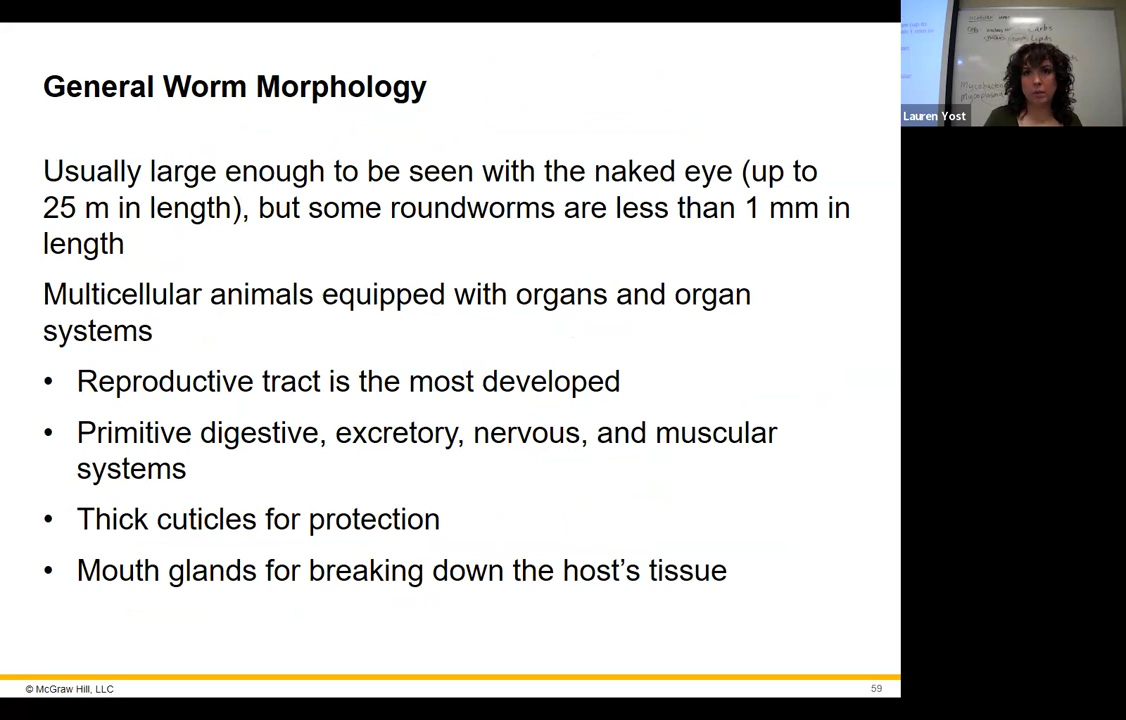 General Worm Morphology
Usually large enough to be seen with the naked eye (up to
25 m in length), but some roundworms are less than 1 mm in
length
Multicellular animals equipped with organs and organ
systems
• Reproductive tract is the most developed
• Primitive digestive, excretory, nervous, and muscular
systems
• Thick cuticles for protection
• Mouth glands for breaking down the host’s tissue
© McGraw Hill, LLC
59
Carbs
Lipids
Lauren Yost